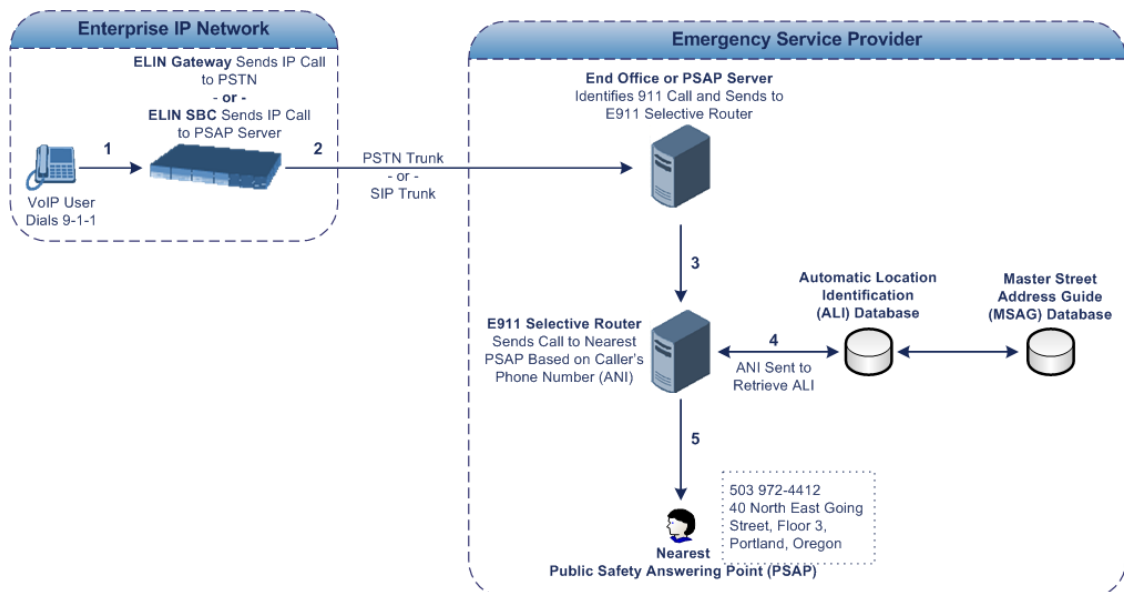 Enterprise IP Network
ELIN Gateway Sends IP Call
to PSTN
- or -
ELIN SBC Sends IP Call
to PSAP Server
1
2
VoIP User
Dials 9-1-1
PSTN Trunk
- or -
SIP Trunk
Emergency Service Provider
End Office or PSAP Server
Identifies 911 Call and Sends to
E911 Selective Router
3
E911 Selective Router
Sends Call to Nearest
PSAP Based on Caller's
Phone Number (ANI)
4
ANI Sent to
Retrieve ALI
Automatic Location
Identification
(ALI) Database
Master Street
Address Guide
(MSAG) Database
5
503 972-4412
40 North East Going
Street, Floor 3,
Portland, Oregon
Nearest
Public Safety Answering Point (PSAP)